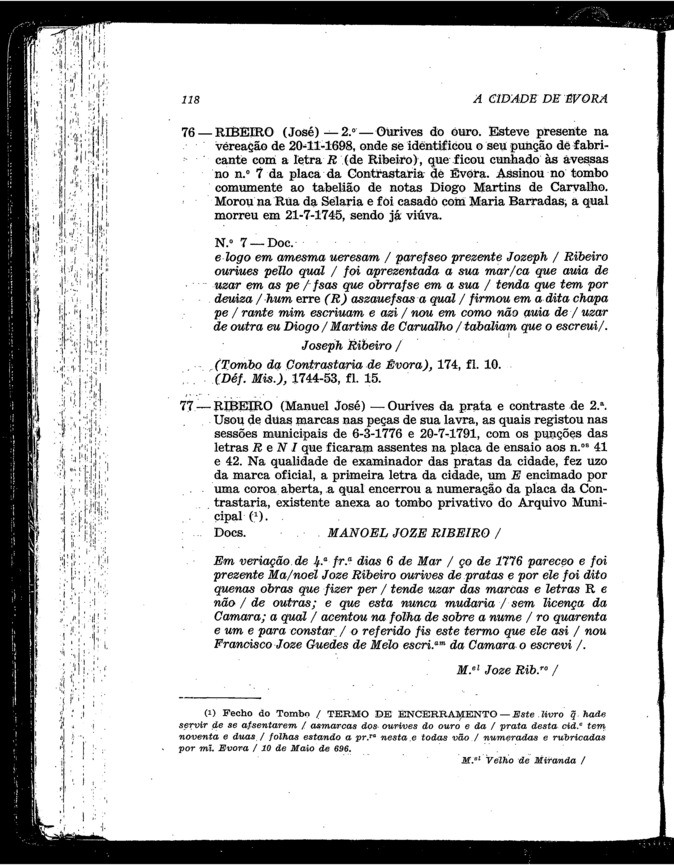 118
A CIDADE DE ÉVORA
76 — RIBEIRO (José) — 2.º — Ourives do ouro. Esteve presente na
vereação de 20-11-1698, onde se identificou o seu punção de fabri-
cante com a letra R (de Ribeiro), que ficou cunhado às avessas
no n.º 7 da placa da Contrastaria de Évora. Assinou no tombo
comumente ao tabelião de notas Diogo Martins de Carvalho.
Morou na Rua da Selaria e foi casado com Maria Barradas, a qual
morreu em 21-7-1745, sendo já viúva.
N.º 7 — Doc.
e logo em amesma ueresam / parefseo prezente Jozeph / Ribeiro
ouriues pello qual / foi aprezentada a sua mar/ca que auia de
uzar em as pe / fsas que obrrafse em a sua / tenda que tem por
deuiza / hum erre (R) aszauefsas a qual / firmou em a dita chapa
pe / rante mim escriuam e azi / nou em como não auia de / uzar
de outra eu Diogo / Martins de Carualho / tabaliam que o escreui/.
Joseph Ribeiro /
(Tombo da Contrastaria de Évora), 174, fl. 10.
(Déf. Mis.), 1744-53, fl. 15.
77 — RIBEIRO (Manuel José) — Ourives da prata e contraste de 2.ª.
Usou de duas marcas nas peças de sua lavra, as quais registou nas
sessões municipais de 6-3-1776 e 20-7-1791, com os punções das
letras R e N I que ficaram assentes na placa de ensaio aos n.ºˢ 41
e 42. Na qualidade de examinador das pratas da cidade, fez uzo
da marca oficial, a primeira letra da cidade, um E encimado por
uma coroa aberta, a qual encerrou a numeração da placa da Con-
trastaria, existente anexa ao tombo privativo do Arquivo Muni-
cipal (¹).
Docs.
MANOEL JOZE RIBEIRO /
Em veriação de 4.ª fr.ª dias 6 de Mar / ço de 1776 pareceo e foi
prezente Ma/noel Joze Ribeiro ourives de pratas e por ele foi dito
quenas obras que fizer per / tende uzar das marcas e letras R e
não / de outras; e que esta nunca mudaria / sem licença da
Camara; a qual / acentou na folha de sobre a nume / ro quarenta
e um e para constar / o referido fis este termo que ele asi / nou
Francisco Joze Guedes de Melo escri.ᵃᵐ da Camara o escrevi /.
M.ᵉˡ Joze Rib.ʳᵒ /
(¹) Fecho do Tombo / TERMO DE ENCERRAMENTO — Este livro q̃ hade
servir de se afsentarem / asmarcas dos ourives do ouro e da / prata desta cid.ᵉ tem
noventa e duas / folhas estando a pr.ʳᵃ nesta e todas vão / numeradas e rubricadas
por mĩ. Evora / 10 de Maio de 696.
M.ᵉˡ Velho de Miranda /